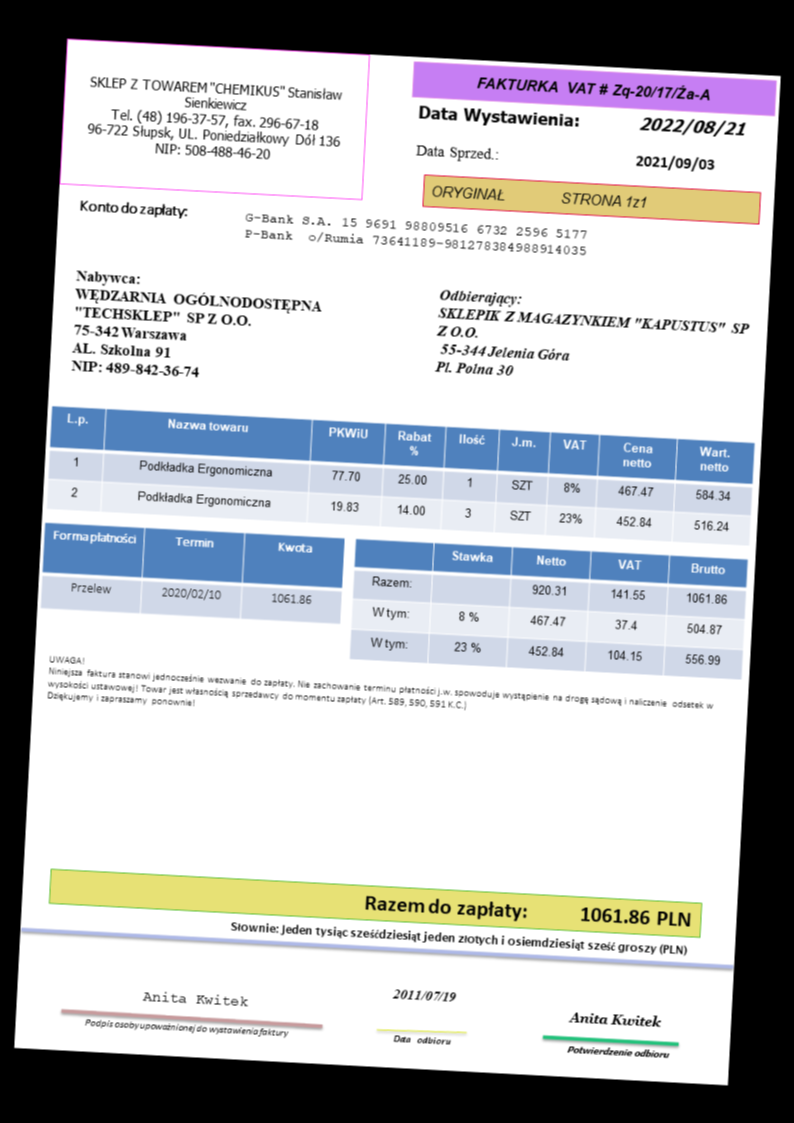 SKLEP Z TOWAREM "CHEMIKUS" Stanisław
Sienkiewicz
Tel. (48) 196-37-57, fax. 296-67-18
96-722 Słupsk, UL. Poniedziałkowy Dół 136
NIP: 508-488-46-20
FAKTURKA VAT # Zq-20/17/Ża-A
Data Wystawienia: 2022/08/21
Data Sprzed.: 2021/09/03
ORYGINAŁ STRONA 1z1
Konto do zapłaty:
G-Bank S.A. 15 9691 98809516 6732 2596 5177
P-Bank o/Rumia 73641189-981278384988914035
Nabywca:
WĘDZARNIA OGÓLNODOSTĘPNA
"TECHSKLEP" SP Z O.O.
75-342 Warszawa
AL. Szkolna 91
NIP: 489-842-36-74
Odbierający:
SKLEPIK Z MAGAZYNKIEM "KAPUSTUS" SP
Z O.O.
55-344 Jelenia Góra
Pl. Polna 30
L.p. Nazwa towaru PKWiU Rabat % Ilość J.m. VAT Cena netto Wart. netto
1 Podkładka Ergonomiczna 77.70 25.00 1 SZT 8% 467.47 584.34
2 Podkładka Ergonomiczna 19.83 14.00 3 SZT 23% 452.84 516.24
Forma płatności Termin Kwota
Przelew 2020/02/10 1061.86
Stawka Netto VAT Brutto
Razem: 920.31 141.55 1061.86
W tym: 8 % 467.47 37.4 504.87
W tym: 23 % 452.84 104.15 556.99
UWAGA!
Niniejsza faktura stanowi jednocześnie wezwanie do zapłaty. Nie zachowanie terminu płatności j.w. spowoduje wystąpienie na drogę sądową i naliczenie odsetek w
wysokości ustawowej! Towar jest własnością sprzedawcy do momentu zapłaty (Art. 589, 590, 591 K.C.)
Dziękujemy i zapraszamy ponownie!
Razem do zapłaty: 1061.86 PLN
Słownie: Jeden tysiąc sześćdziesiąt jeden złotych i osiemdziesiąt sześć groszy (PLN)
Anita Kwitek
Podpis osoby upoważnionej do wystawienia faktury
2011/07/19
Data odbioru
Anita Kwitek
Potwierdzenie odbioru